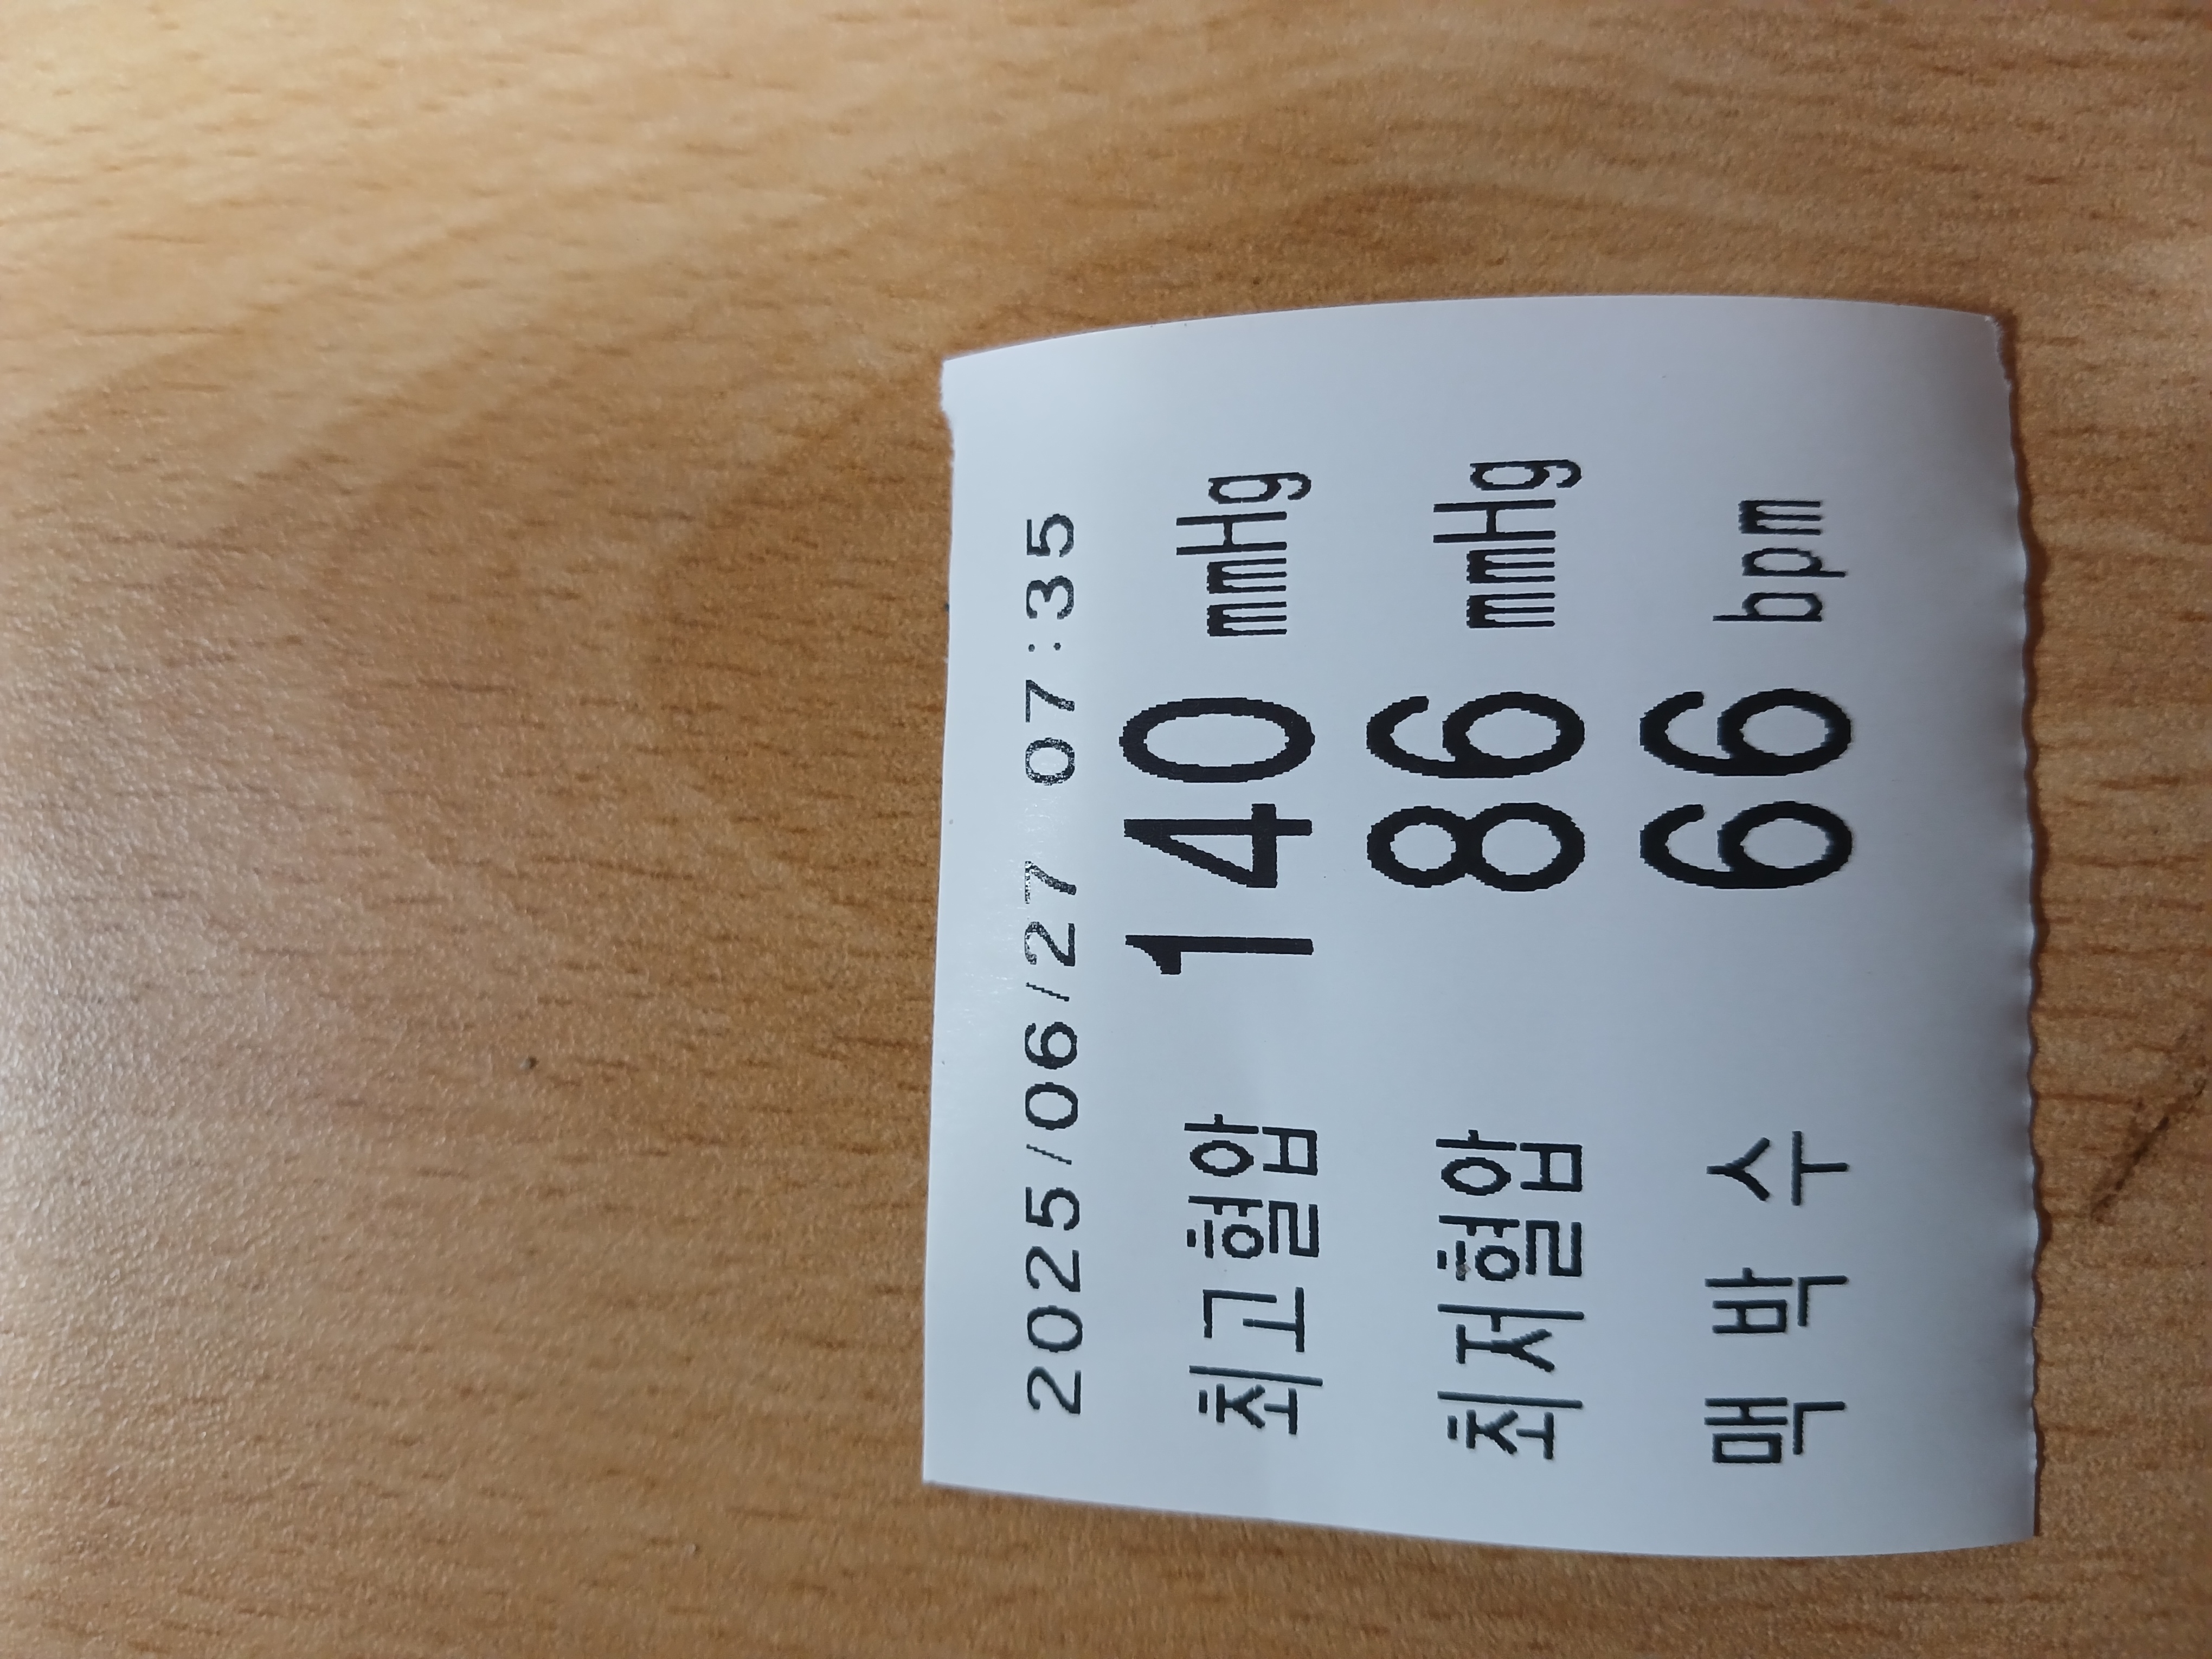 2025/06/27 07:35
최고혈압 140 mmHg
최저혈압 86 mmHg
맥 박 수 66 bpm